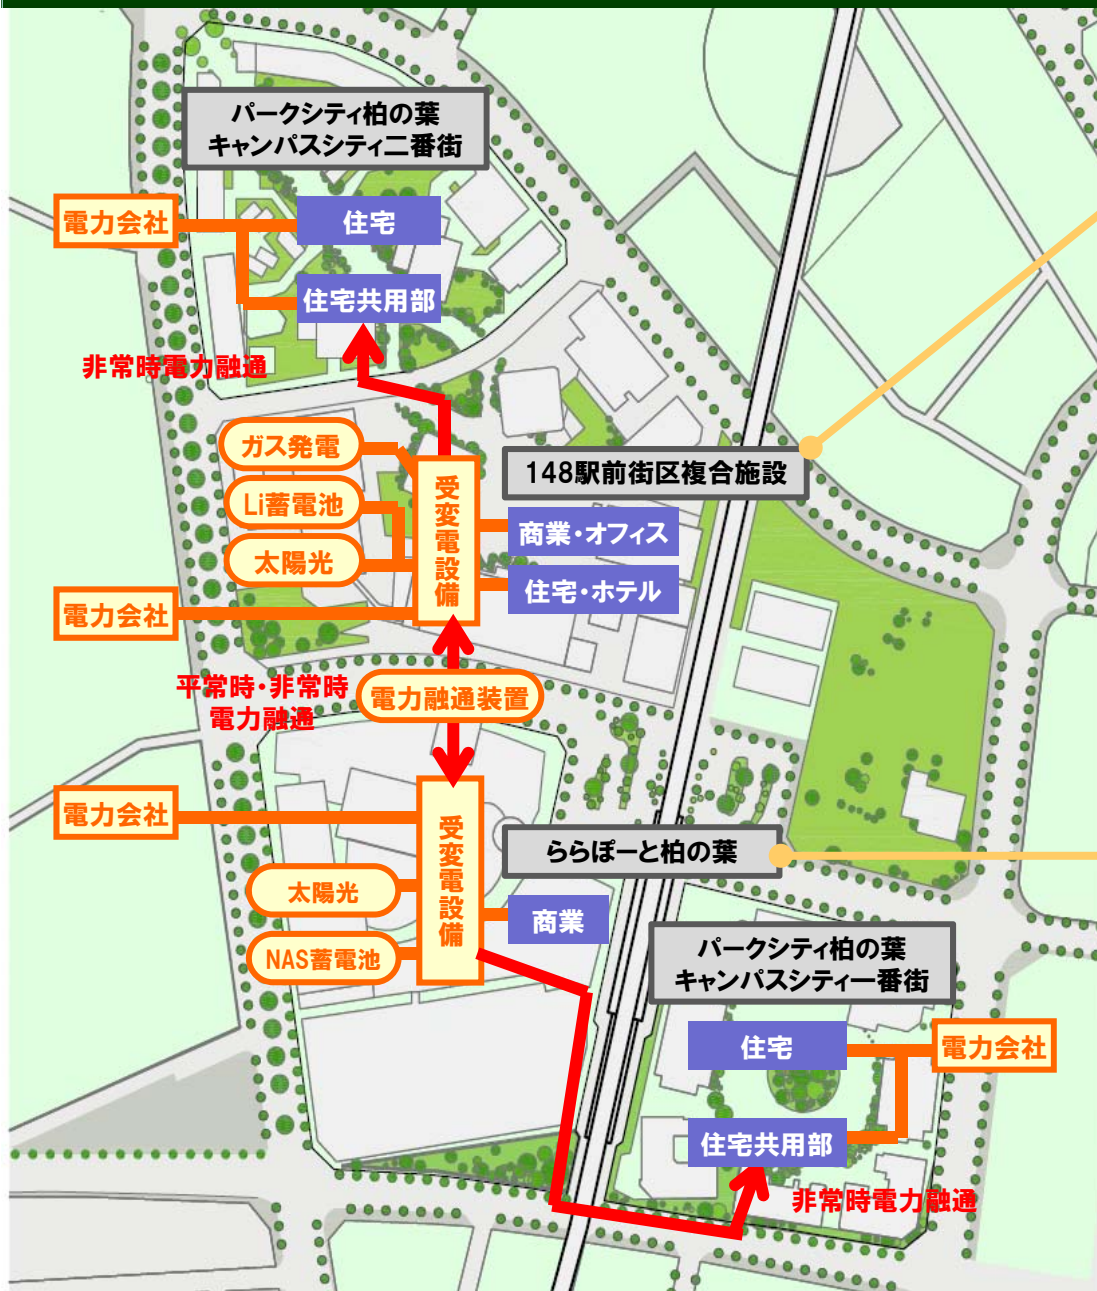 パークシティ柏の葉
キャンパスシティ二番街
電力会社
住宅
住宅共用部
非常時電力融通
ガス発電
Li蓄電池
太陽光
受変電設備
148駅前街区複合施設
商業・オフィス
住宅・ホテル
電力会社
平常時・非常時
電力融通
電力融通装置
電力会社
受変電設備
太陽光
NAS蓄電池
ららぽーと柏の葉
商業
パークシティ柏の葉
キャンパスシティ一番街
住宅
電力会社
住宅共用部
非常時電力融通